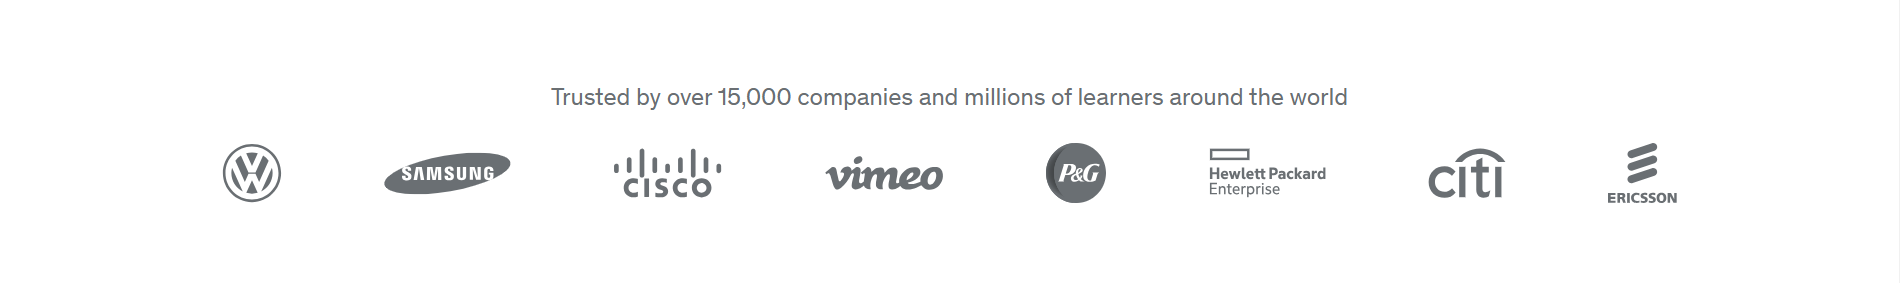 Trusted by over 15,000 companies and millions of learners around the world
VW
SAMSUNG
cisco
vimeo
P&G
Hewlett Packard
Enterprise
citi
ERICSSON